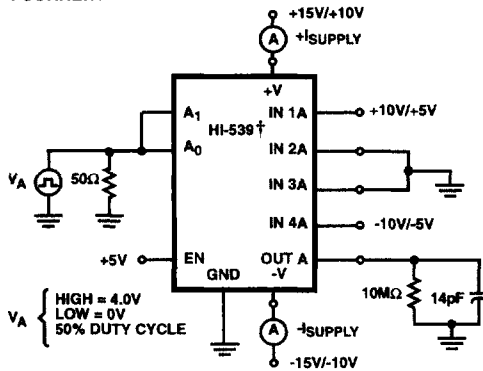 +15V/+10V
A
+ISUPPLY
+V
A1
IN 1A
+10V/+5V
HI-539†
A0
IN 2A
VA
50Ω
IN 3A
IN 4A
-10V/-5V
+5V
EN
OUT A
GND
-V
10MΩ
14pF
VA { HIGH = 4.0V
LOW = 0V
50% DUTY CYCLE
A
-ISUPPLY
-15V/-10V